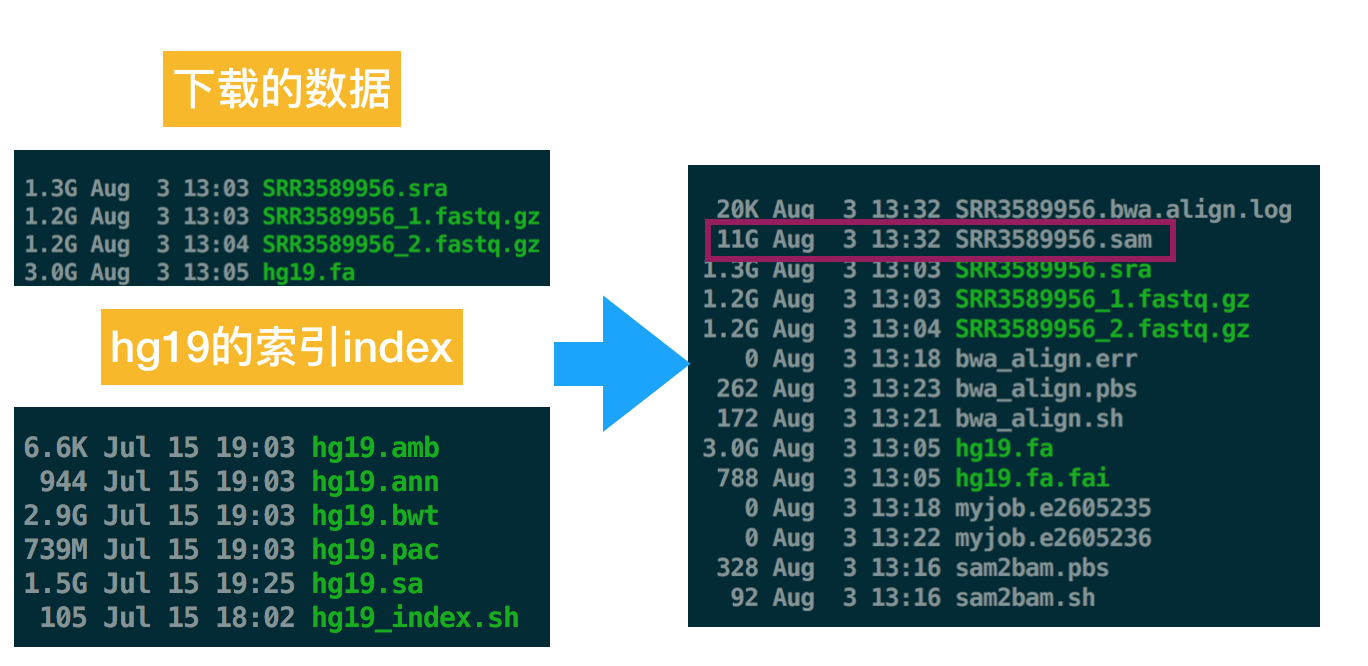 下载的数据
1.3G Aug  3 13:03 SRR3589956.sra
1.2G Aug  3 13:03 SRR3589956_1.fastq.gz
1.2G Aug  3 13:04 SRR3589956_2.fastq.gz
3.0G Aug  3 13:05 hg19.fa
hg19的索引index
6.6K Jul 15 19:03 hg19.amb
944 Jul 15 19:03 hg19.ann
2.9G Jul 15 19:03 hg19.bwt
739M Jul 15 19:03 hg19.pac
1.5G Jul 15 19:25 hg19.sa
105 Jul 15 18:02 hg19_index.sh
20K Aug  3 13:32 SRR3589956.bwa.align.log
11G Aug  3 13:32 SRR3589956.sam
1.3G Aug  3 13:03 SRR3589956.sra
1.2G Aug  3 13:03 SRR3589956_1.fastq.gz
1.2G Aug  3 13:04 SRR3589956_2.fastq.gz
0 Aug  3 13:18 bwa_align.err
262 Aug  3 13:23 bwa_align.pbs
172 Aug  3 13:21 bwa_align.sh
3.0G Aug  3 13:05 hg19.fa
788 Aug  3 13:05 hg19.fa.fai
0 Aug  3 13:18 myjob.e2605235
0 Aug  3 13:22 myjob.e2605236
328 Aug  3 13:16 sam2bam.pbs
92 Aug  3 13:16 sam2bam.sh